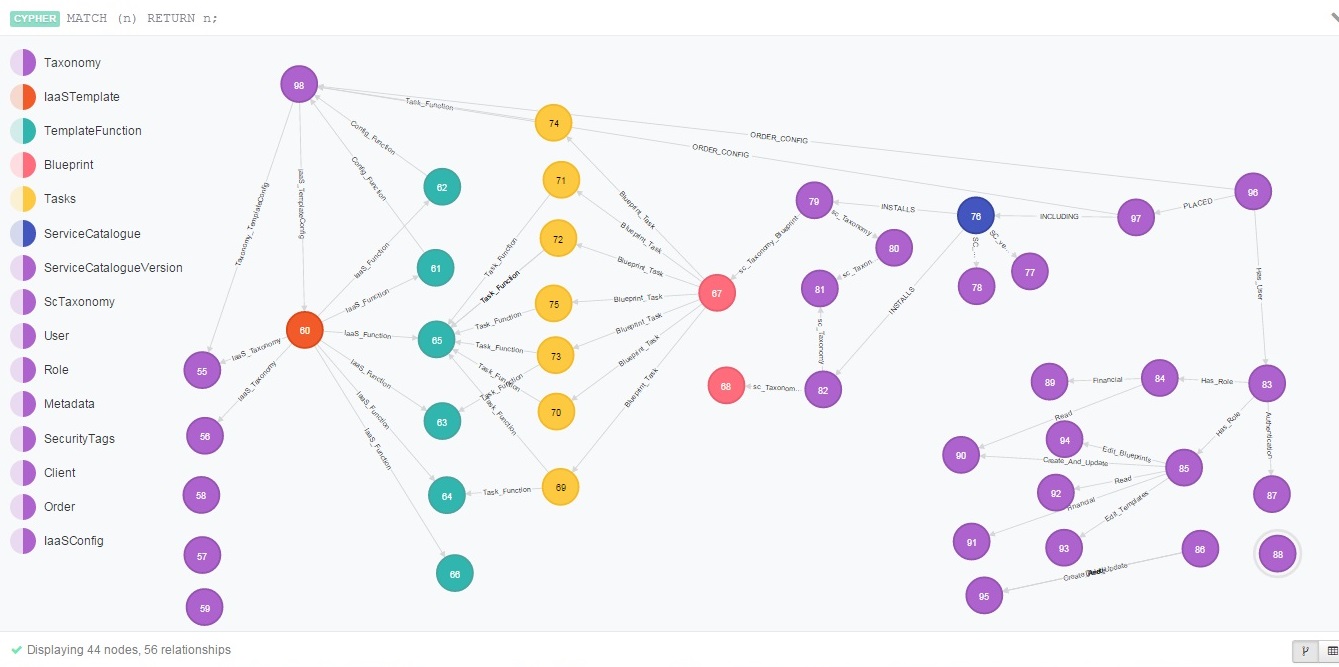 CYPHER MATCH (n) RETURN n;
Taxonomy
IaaSTemplate
TemplateFunction
Blueprint
Tasks
ServiceCatalogue
ServiceCatalogueVersion
ScTaxonomy
User
Role
Metadata
SecurityTags
Client
Order
IaaSConfig
98
Task_Function
74
ORDER_CONFIG
ORDER_CONFIG
Config_Function
Config_Function
Taxonomy_TemplateConfig
IaaS_TemplateConfig
62
71
Blueprint_Task
72
Blueprint_Task
Blueprint_Task
Task_Function
Task_Function
61
IaaS_Function
IaaS_Function
79
INSTALLS
76
INCLUDING
97
PLACED
96
sc_Taxonomy
80
sc_Taxonomy_Blueprint
SC_...
SC_ve...
77
78
81
sc_Taxon...
INSTALLS
Has_User
67
75
Blueprint_Task
Task_Function
Blueprint_Task
60
IaaS_Function
65
Task_Function
73
Blueprint_Task
IaaS_Taxonomy
55
IaaS_Taxonomy
IaaS_Function
IaaS_Function
IaaS_Function
Task_Function
Task_Function
Task_Function
Blueprint_Task
sc_Taxonomy
68
sc_Taxonom...
82
89
Financial
84
Has_Role
83
63
70
56
Read
94
Has_Role
Authentication
90
Edit_Blueprints
Create_And_Update
85
58
64
Task_Function
69
92
Read
Financial
Edit_Templates
87
57
91
93
86
88
66
95
59
Displaying 44 nodes, 56 relationships